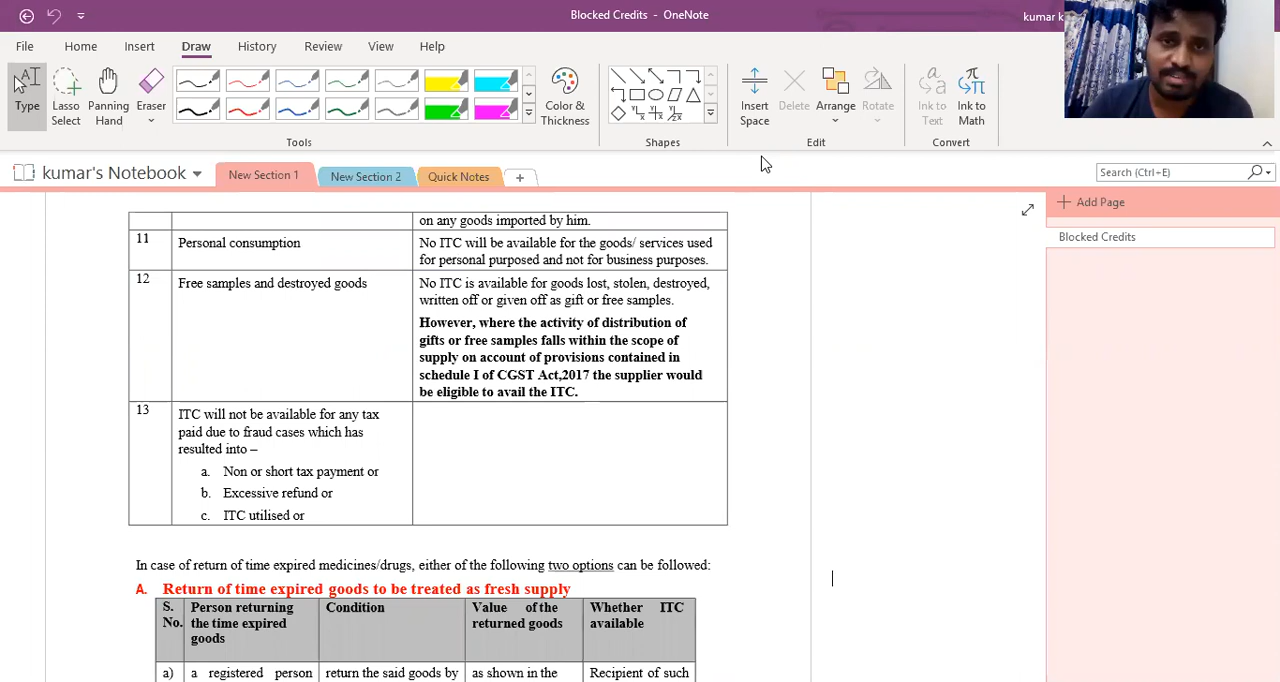 Blocked Credits - OneNote
kumar k
File Home Insert Draw History Review View Help
Type
Lasso Select
Panning Hand
Eraser
Color & Thickness
Insert Space
Delete
Arrange
Rotate
Ink to Text
Ink to Math
Tools
Shapes
Edit
Convert
kumar's Notebook
New Section 1
New Section 2
Quick Notes
+
Search (Ctrl+E)
Add Page
Blocked Credits
on any goods imported by him.
11 Personal consumption
No ITC will be available for the goods/ services used
for personal purposed and not for business purposes.
12 Free samples and destroyed goods
No ITC is available for goods lost, stolen, destroyed,
written off or given off as gift or free samples.
However, where the activity of distribution of
gifts or free samples falls within the scope of
supply on account of provisions contained in
schedule I of CGST Act,2017 the supplier would
be eligible to avail the ITC.
13 ITC will not be available for any tax
paid due to fraud cases which has
resulted into –
a. Non or short tax payment or
b. Excessive refund or
c. ITC utilised or
In case of return of time expired medicines/drugs, either of the following two options can be followed:
A. Return of time expired goods to be treated as fresh supply
S. No.
Person returning the time expired goods
Condition
Value of the returned goods
Whether ITC available
a) a registered person
return the said goods by
as shown in the
Recipient of such